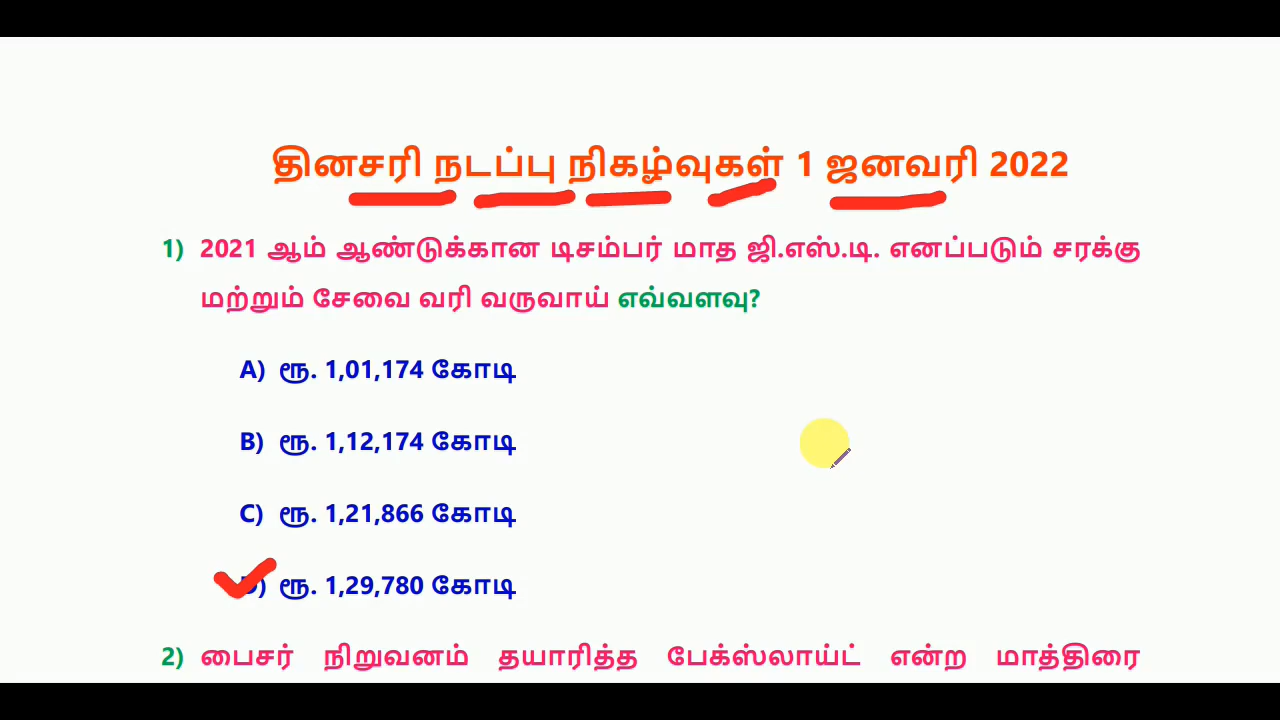 தினசரி நடப்பு நிகழ்வுகள் 1 ஜனவரி 2022
1) 2021 ஆம் ஆண்டுக்கான டிசம்பர் மாத ஜி.எஸ்.டி. எனப்படும் சரக்கு
மற்றும் சேவை வரி வருவாய் எவ்வளவு?
A) ரூ. 1,01,174 கோடி
B) ரூ. 1,12,174 கோடி
C) ரூ. 1,21,866 கோடி
D) ரூ. 1,29,780 கோடி
2) பைசர் நிறுவனம் தயாரித்த பேக்ஸ்லாய்ட் என்ற மாத்திரை